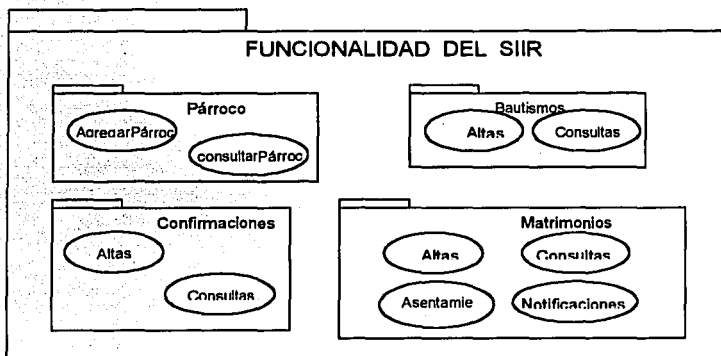 FUNCIONALIDAD DEL SIIR
Párroco
AgregarPárroc
consultarPárroc
Bautismos
Altas
Consultas
Confirmaciones
Altas
Consultas
Matrimonios
Altas
Consultas
Asentamie
Notificaciones